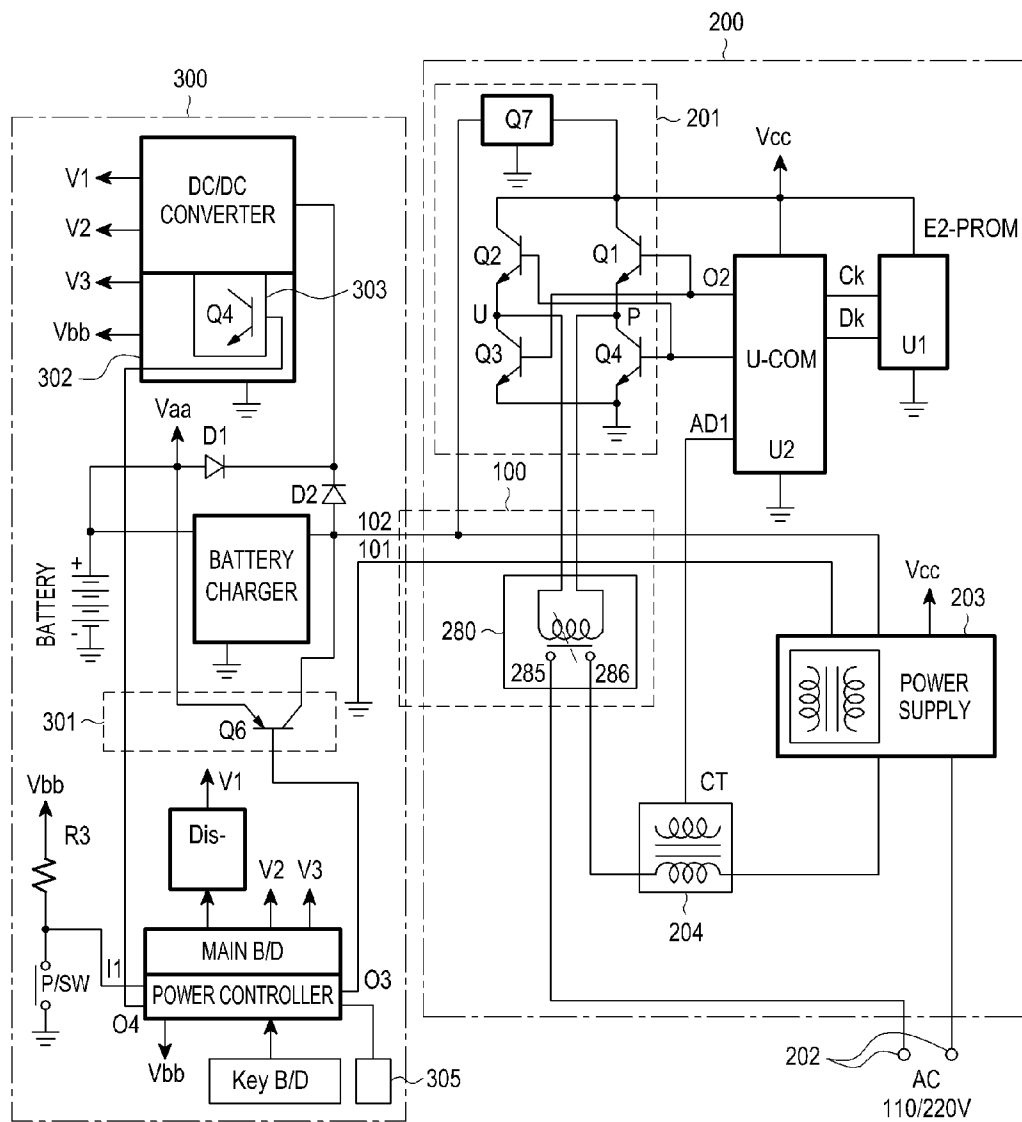 200
300
Q7
201
Vcc
V1
DC/DC
CONVERTER
V2
E2-PROM
Q2
Q1
O2
Ck
V3
Q4
303
U
P
Dk
Vbb
Q3
Q4
U-COM
U1
302
Vaa
D1
AD1
U2
100
D2
102
101
BATTERY
CHARGER
+
BATTERY
-
Vcc
203
280
285
286
POWER
SUPPLY
301
Q6
Vbb
V1
CT
R3
Dis-
V2
V3
204
MAIN B/D
I1
P/SW
POWER CONTROLLER
O3
O4
Vbb
Key B/D
305
202
AC
110/220V